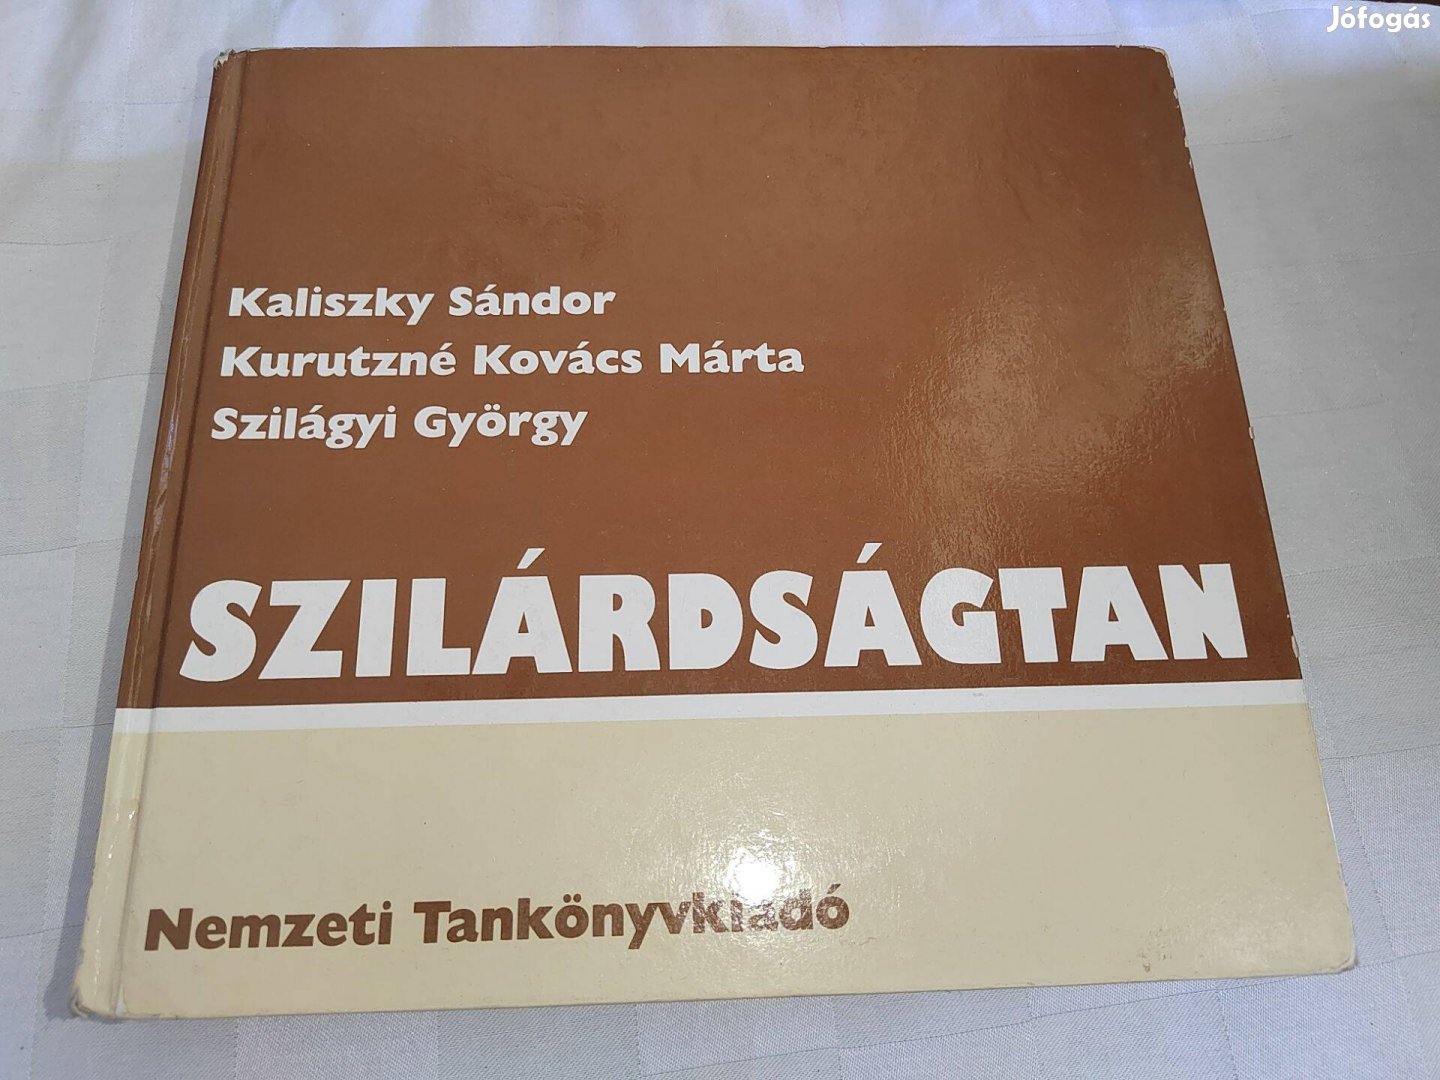 Jófogás
Kaliszky Sándor
Kurutzné Kovács Márta
Szilágyi György
SZILÁRDSÁGTAN
Nemzeti Tankönyvkiadó